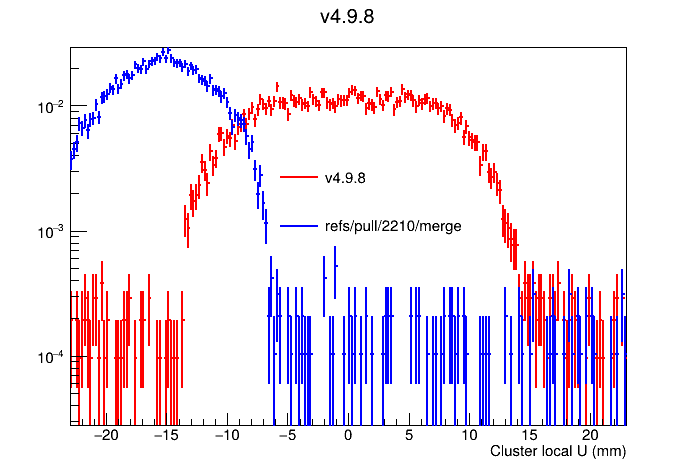 v4.9.8
10⁻²
v4.9.8
refs/pull/2210/merge
10⁻³
10⁻⁴
−20 −15 −10 −5 0 5 10 15 20
Cluster local U (mm)